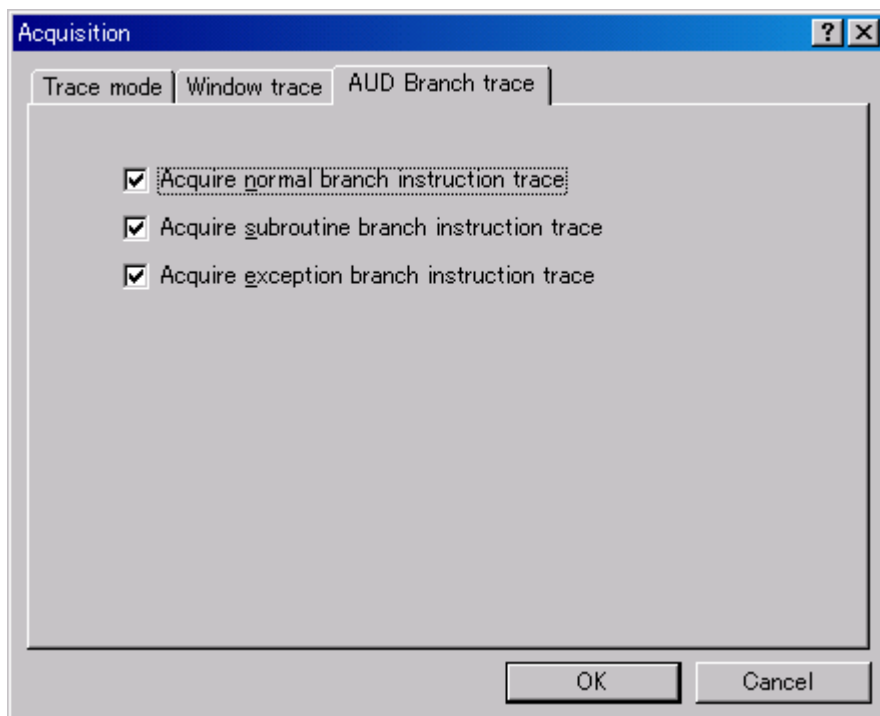 Acquisition
Trace mode Window trace AUD Branch trace
Acquire normal branch instruction trace
Acquire subroutine branch instruction trace
Acquire exception branch instruction trace
OK Cancel